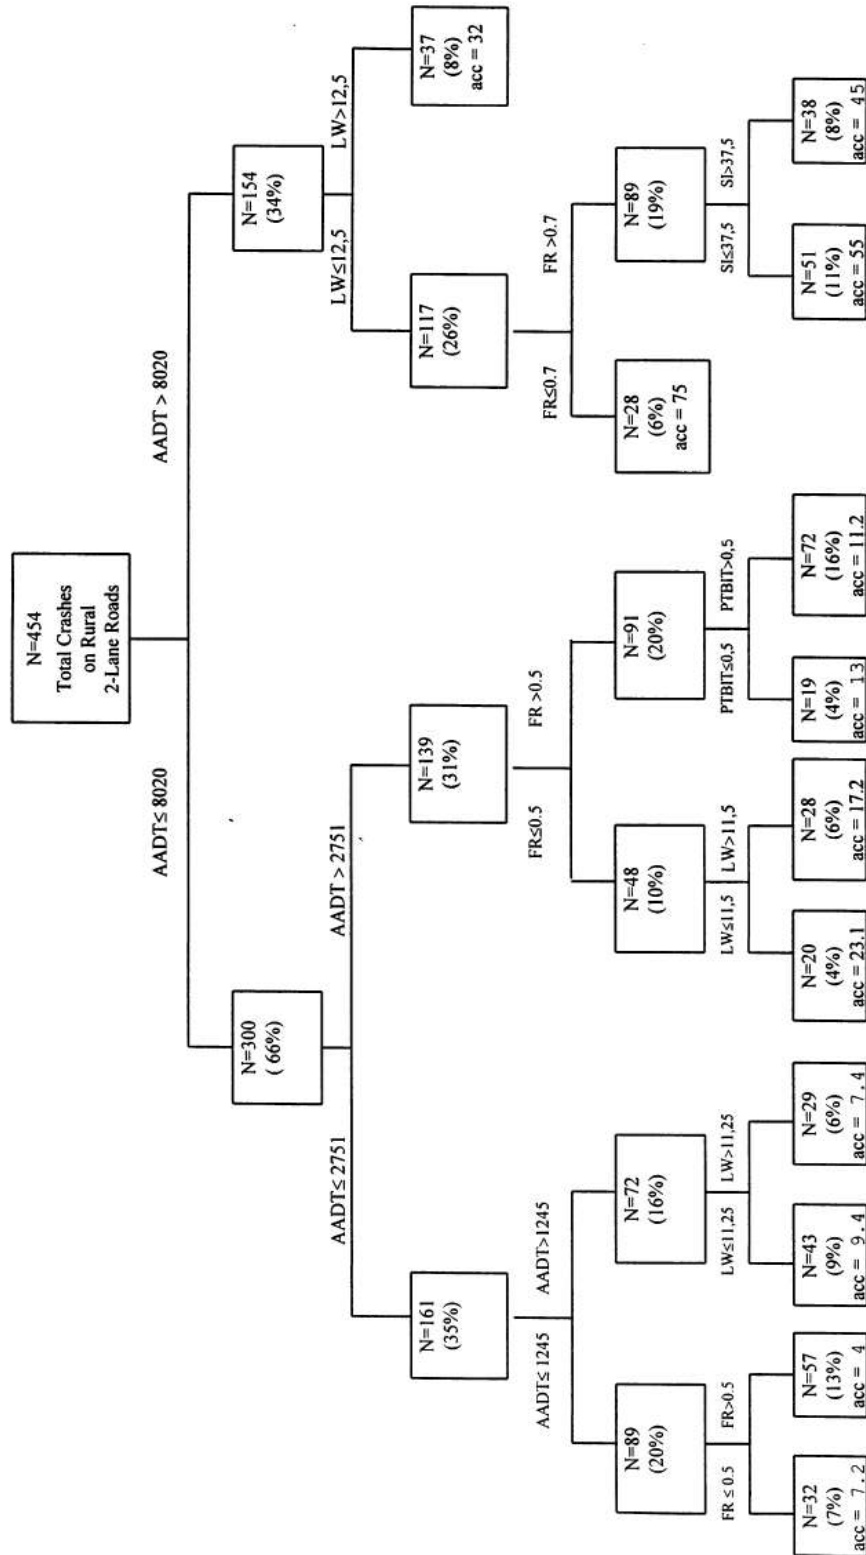 N=454
Total Crashes
on Rural
2-Lane Roads
AADT≤ 8020
AADT > 8020
N=300
( 66%)
N=154
(34%)
AADT≤ 2751
AADT > 2751
LW≤12,5
LW>12,5
N=161
(35%)
N=139
(31%)
N=117
(26%)
N=37
(8%)
acc = 32
AADT≤ 1245
AADT>1245
FR≤0.5
FR >0.5
FR≤0.7
FR >0.7
N=89
(20%)
N=72
(16%)
N=48
(10%)
N=91
(20%)
N=28
(6%)
acc = 75
N=89
(19%)
FR ≤ 0.5
FR>0.5
LW≤11,25
LW>11,25
LW≤11,5
LW>11,5
PTBIT≤0,5
PTBIT>0,5
SI≤37,5
SI>37,5
N=32
(7%)
acc = 7.2
N=57
(13%)
acc = 4
N=43
(9%)
acc = 9.4
N=29
(6%)
acc = 7.4
N=20
(4%)
acc = 23.1
N=28
(6%)
acc = 17.2
N=19
(4%)
acc = 13
N=72
(16%)
acc = 11.2
N=51
(11%)
acc = 55
N=38
(8%)
acc = 45